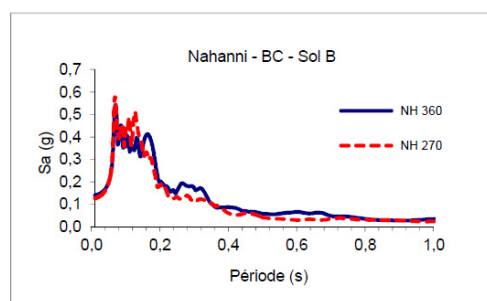 Nahanni - BC - Sol B
Sa (g)
0,7
0,6
0,5
0,4
0,3
0,2
0,1
0,0
NH 360
NH 270
0,0 0,2 0,4 0,6 0,8 1,0
Période (s)